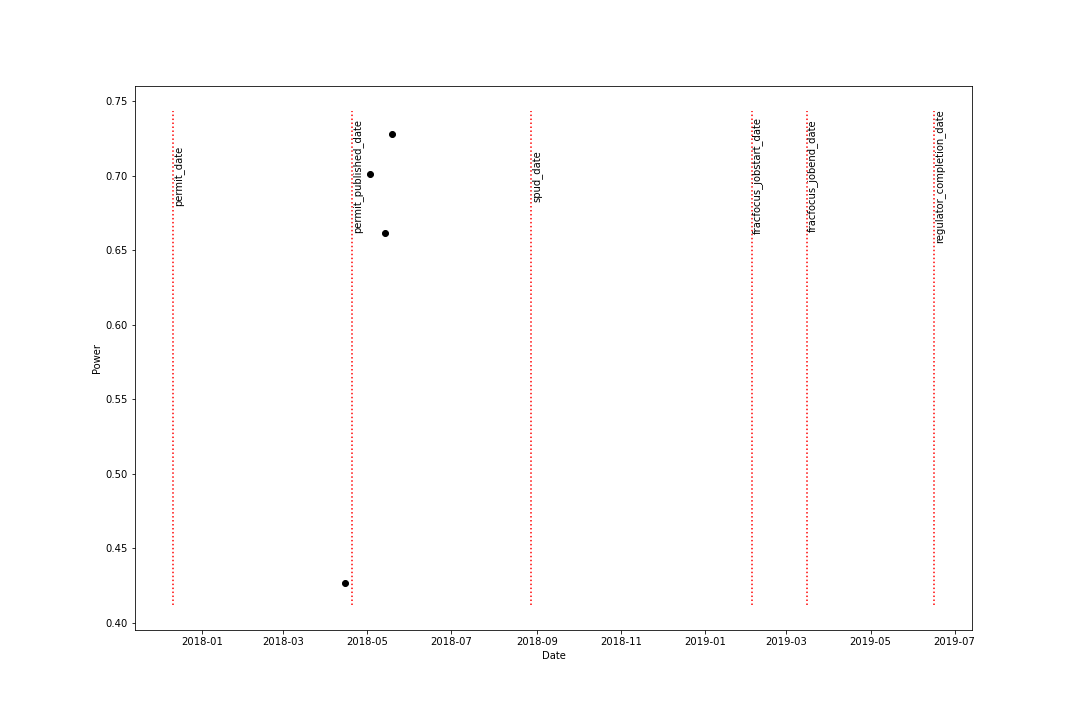 0.75
0.70
0.65
0.60
0.55
0.50
0.45
0.40
Power
permit_date
permit_published_date
spud_date
fracfocus_jobstart_date
fracfocus_jobend_date
regulator_completion_date
2018-01 2018-03 2018-05 2018-07 2018-09 2018-11 2019-01 2019-03 2019-05 2019-07
Date